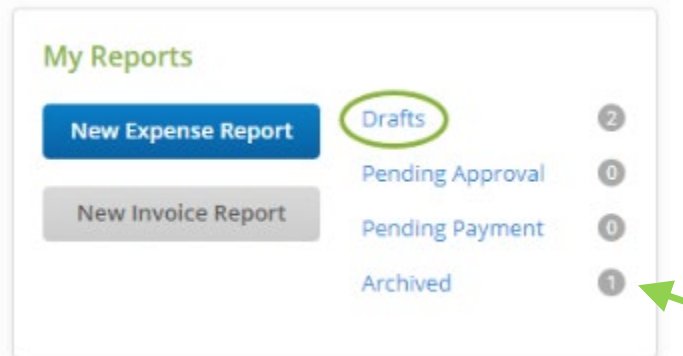 My Reports
New Expense Report
New Invoice Report
Drafts 2
Pending Approval 0
Pending Payment 0
Archived 1